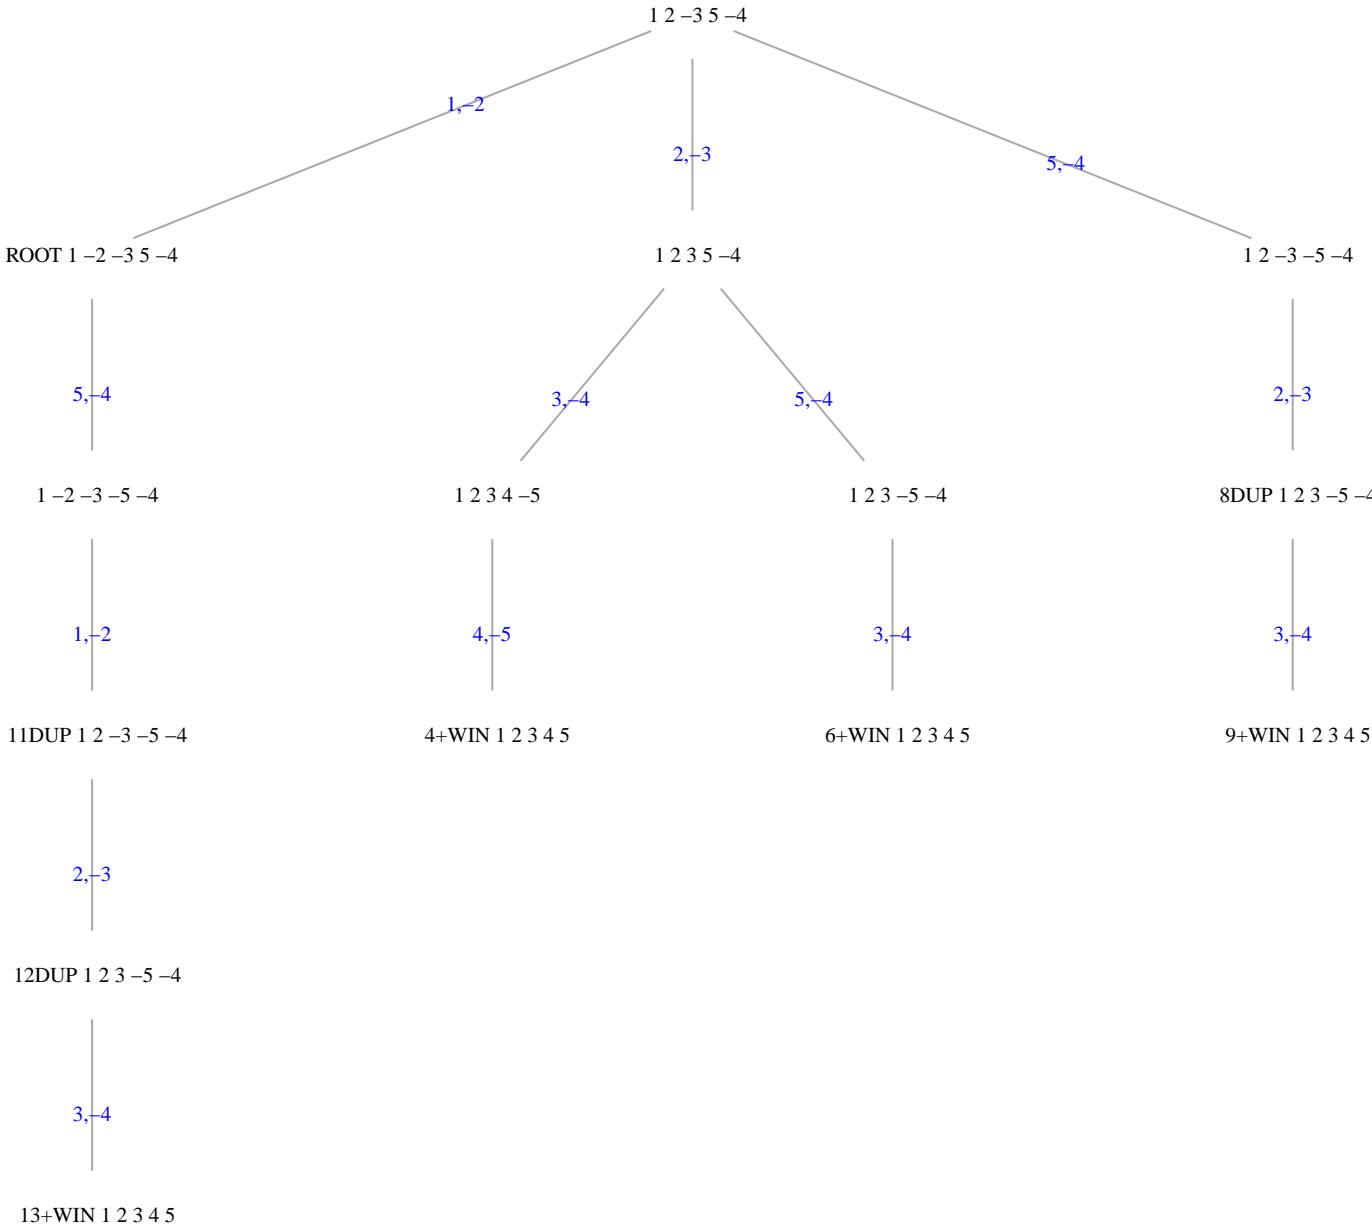 1 2 –3 5 –4
1,–2
2,–3
5,–4
ROOT 1 –2 –3 5 –4
1 2 3 5 –4
1 2 –3 –5 –4
5,–4
3,–4
5,–4
2,–3
1 –2 –3 –5 –4
1 2 3 4 –5
1 2 3 –5 –4
8DUP 1 2 3 –5 –4
1,–2
4,–5
3,–4
3,–4
11DUP 1 2 –3 –5 –4
4+WIN 1 2 3 4 5
6+WIN 1 2 3 4 5
9+WIN 1 2 3 4 5
2,–3
12DUP 1 2 3 –5 –4
3,–4
13+WIN 1 2 3 4 5